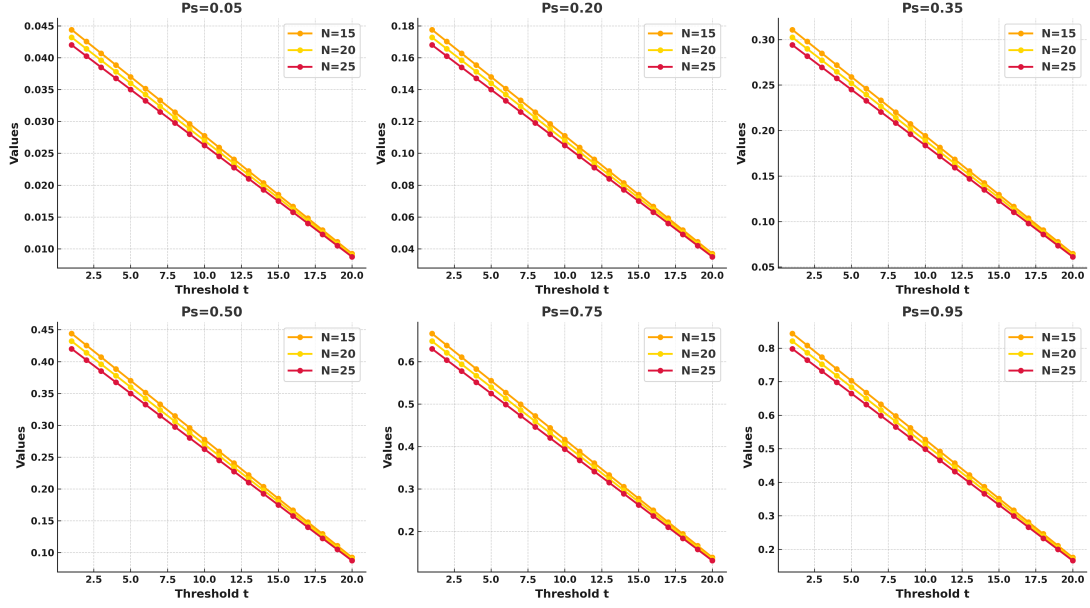 Ps=0.05
Values
0.045
0.040
0.035
0.030
0.025
0.020
0.015
0.010
N=15
N=20
N=25
2.5 5.0 7.5 10.0 12.5 15.0 17.5 20.0
Threshold t
Ps=0.20
Values
0.18
0.16
0.14
0.12
0.10
0.08
0.06
0.04
N=15
N=20
N=25
2.5 5.0 7.5 10.0 12.5 15.0 17.5 20.0
Threshold t
Ps=0.35
Values
0.30
0.25
0.20
0.15
0.10
0.05
N=15
N=20
N=25
2.5 5.0 7.5 10.0 12.5 15.0 17.5 20.0
Threshold t
Ps=0.50
Values
0.45
0.40
0.35
0.30
0.25
0.20
0.15
0.10
N=15
N=20
N=25
2.5 5.0 7.5 10.0 12.5 15.0 17.5 20.0
Threshold t
Ps=0.75
Values
0.6
0.5
0.4
0.3
0.2
N=15
N=20
N=25
2.5 5.0 7.5 10.0 12.5 15.0 17.5 20.0
Threshold t
Ps=0.95
Values
0.8
0.7
0.6
0.5
0.4
0.3
0.2
N=15
N=20
N=25
2.5 5.0 7.5 10.0 12.5 15.0 17.5 20.0
Threshold t